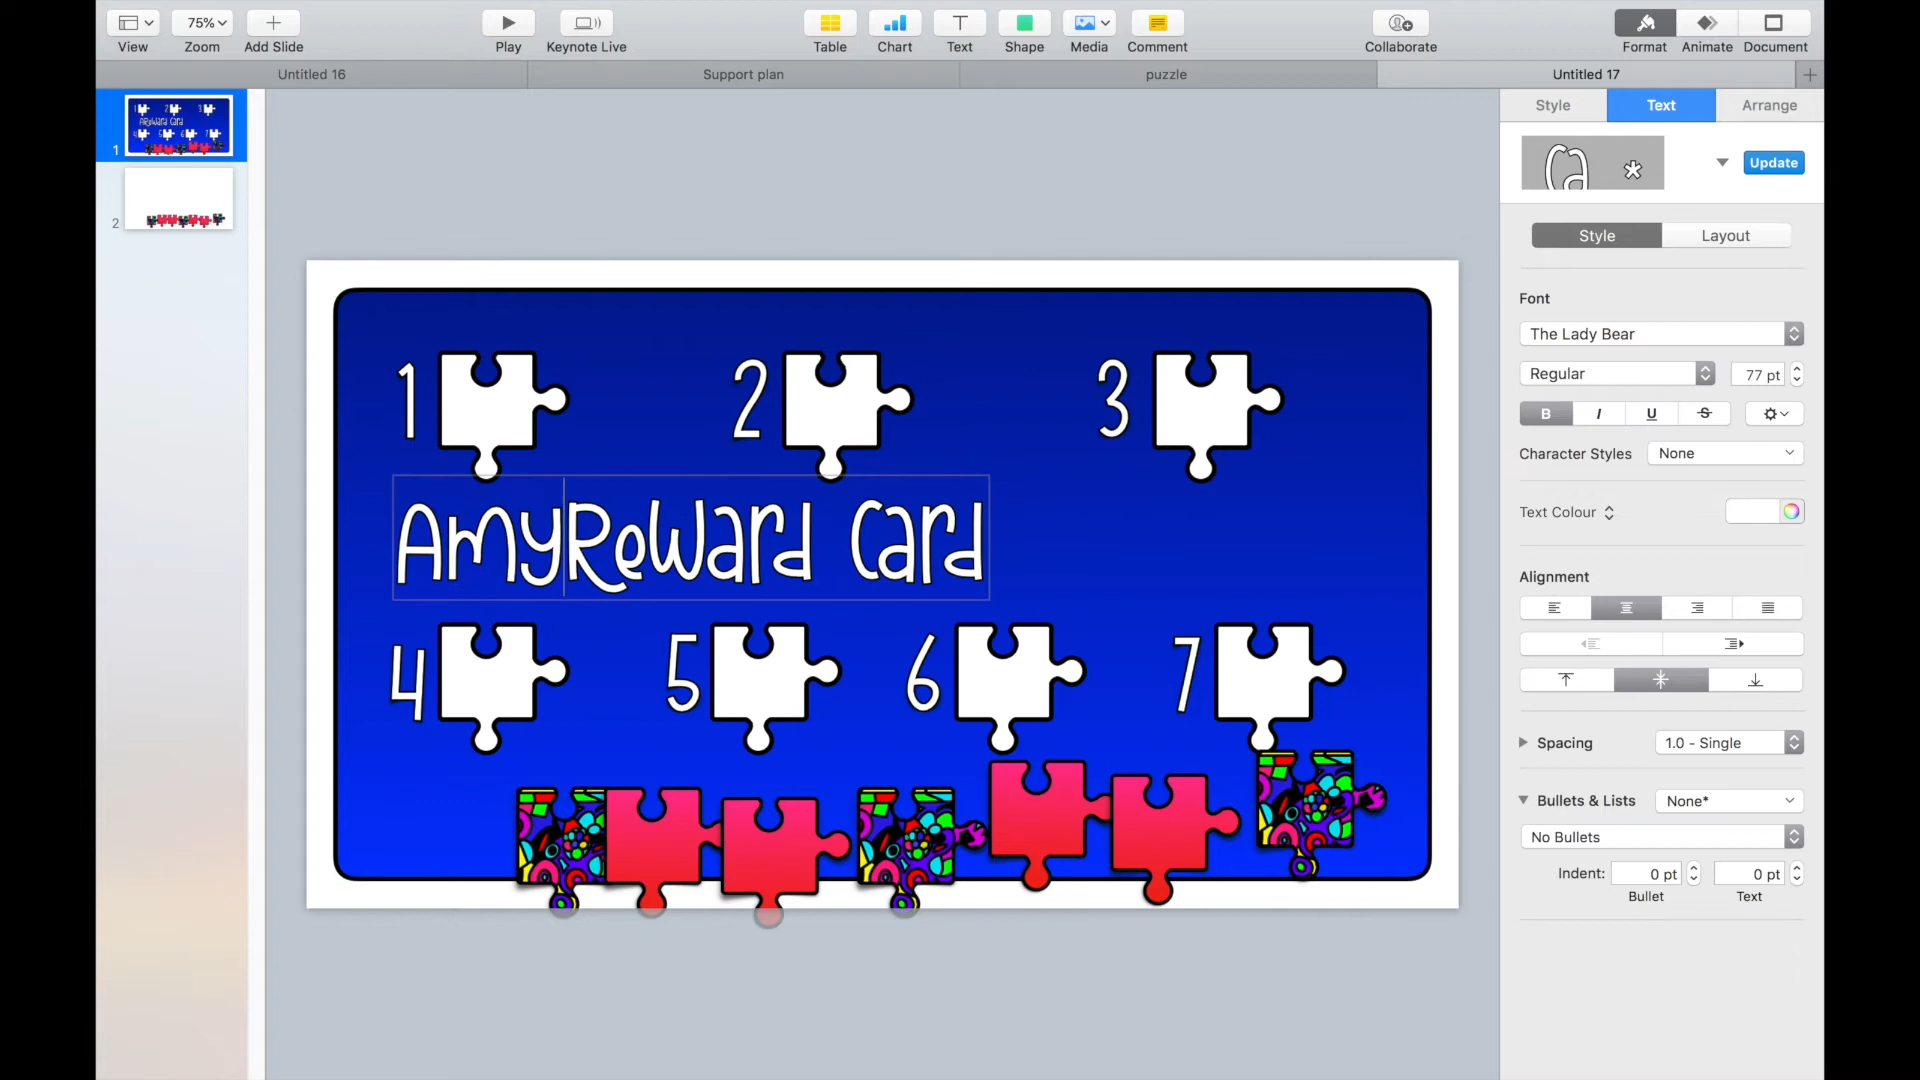 View
75%
Zoom
Add Slide
Play
Keynote Live
Table
Chart
Text
Shape
Media
Comment
Collaborate
Format
Animate
Document
Untitled 16
Support plan
puzzle
Untitled 17
1
2
1
2
3
AmyReward Card
4
5
6
7
Style
Text
Arrange
Ca *
Update
Style
Layout
Font
The Lady Bear
Regular
77 pt
B
I
U
S
Character Styles
None
Text Colour
Alignment
Spacing
1.0 - Single
Bullets & Lists
None*
No Bullets
Indent:
0 pt
0 pt
Bullet
Text